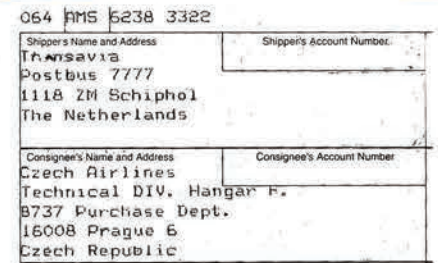 064 AMS 6238 3322
Shipper's Name and Address
Shipper's Account Number
Transavia
Postbus 7777
1118 ZM Schiphol
The Netherlands
Consignee's Name and Address
Consignee's Account Number
Czech Airlines
Technical DIV. Hangar F.
8737 Purchase Dept.
16008 Prague 6
Czech Republic